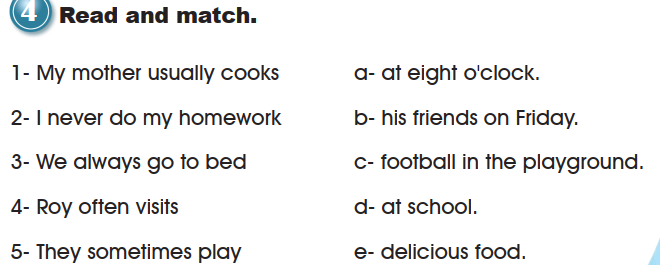 4 Read and match.
1- My mother usually cooks a- at eight o'clock.
2- I never do my homework b- his friends on Friday.
3- We always go to bed c- football in the playground.
4- Roy often visits d- at school.
5- They sometimes play e- delicious food.